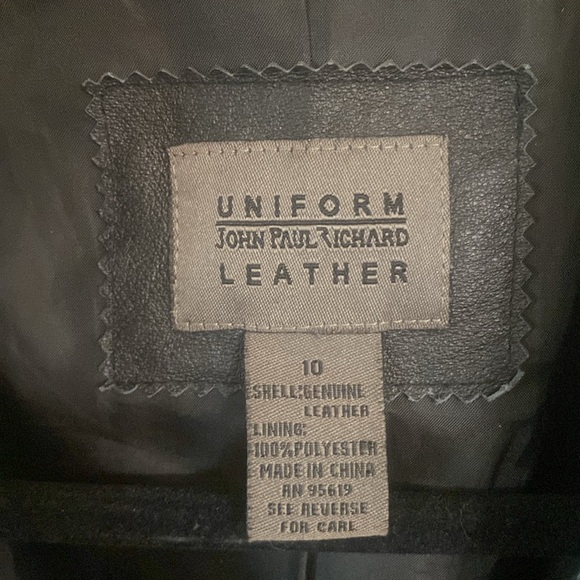 UNIFORM
JOHN PAUL RICHARD
LEATHER
10
SHELL:GENUINE
LEATHER
LINING:
100%POLYESTER
MADE IN CHINA
RN 95619
SEE REVERSE
FOR CARE